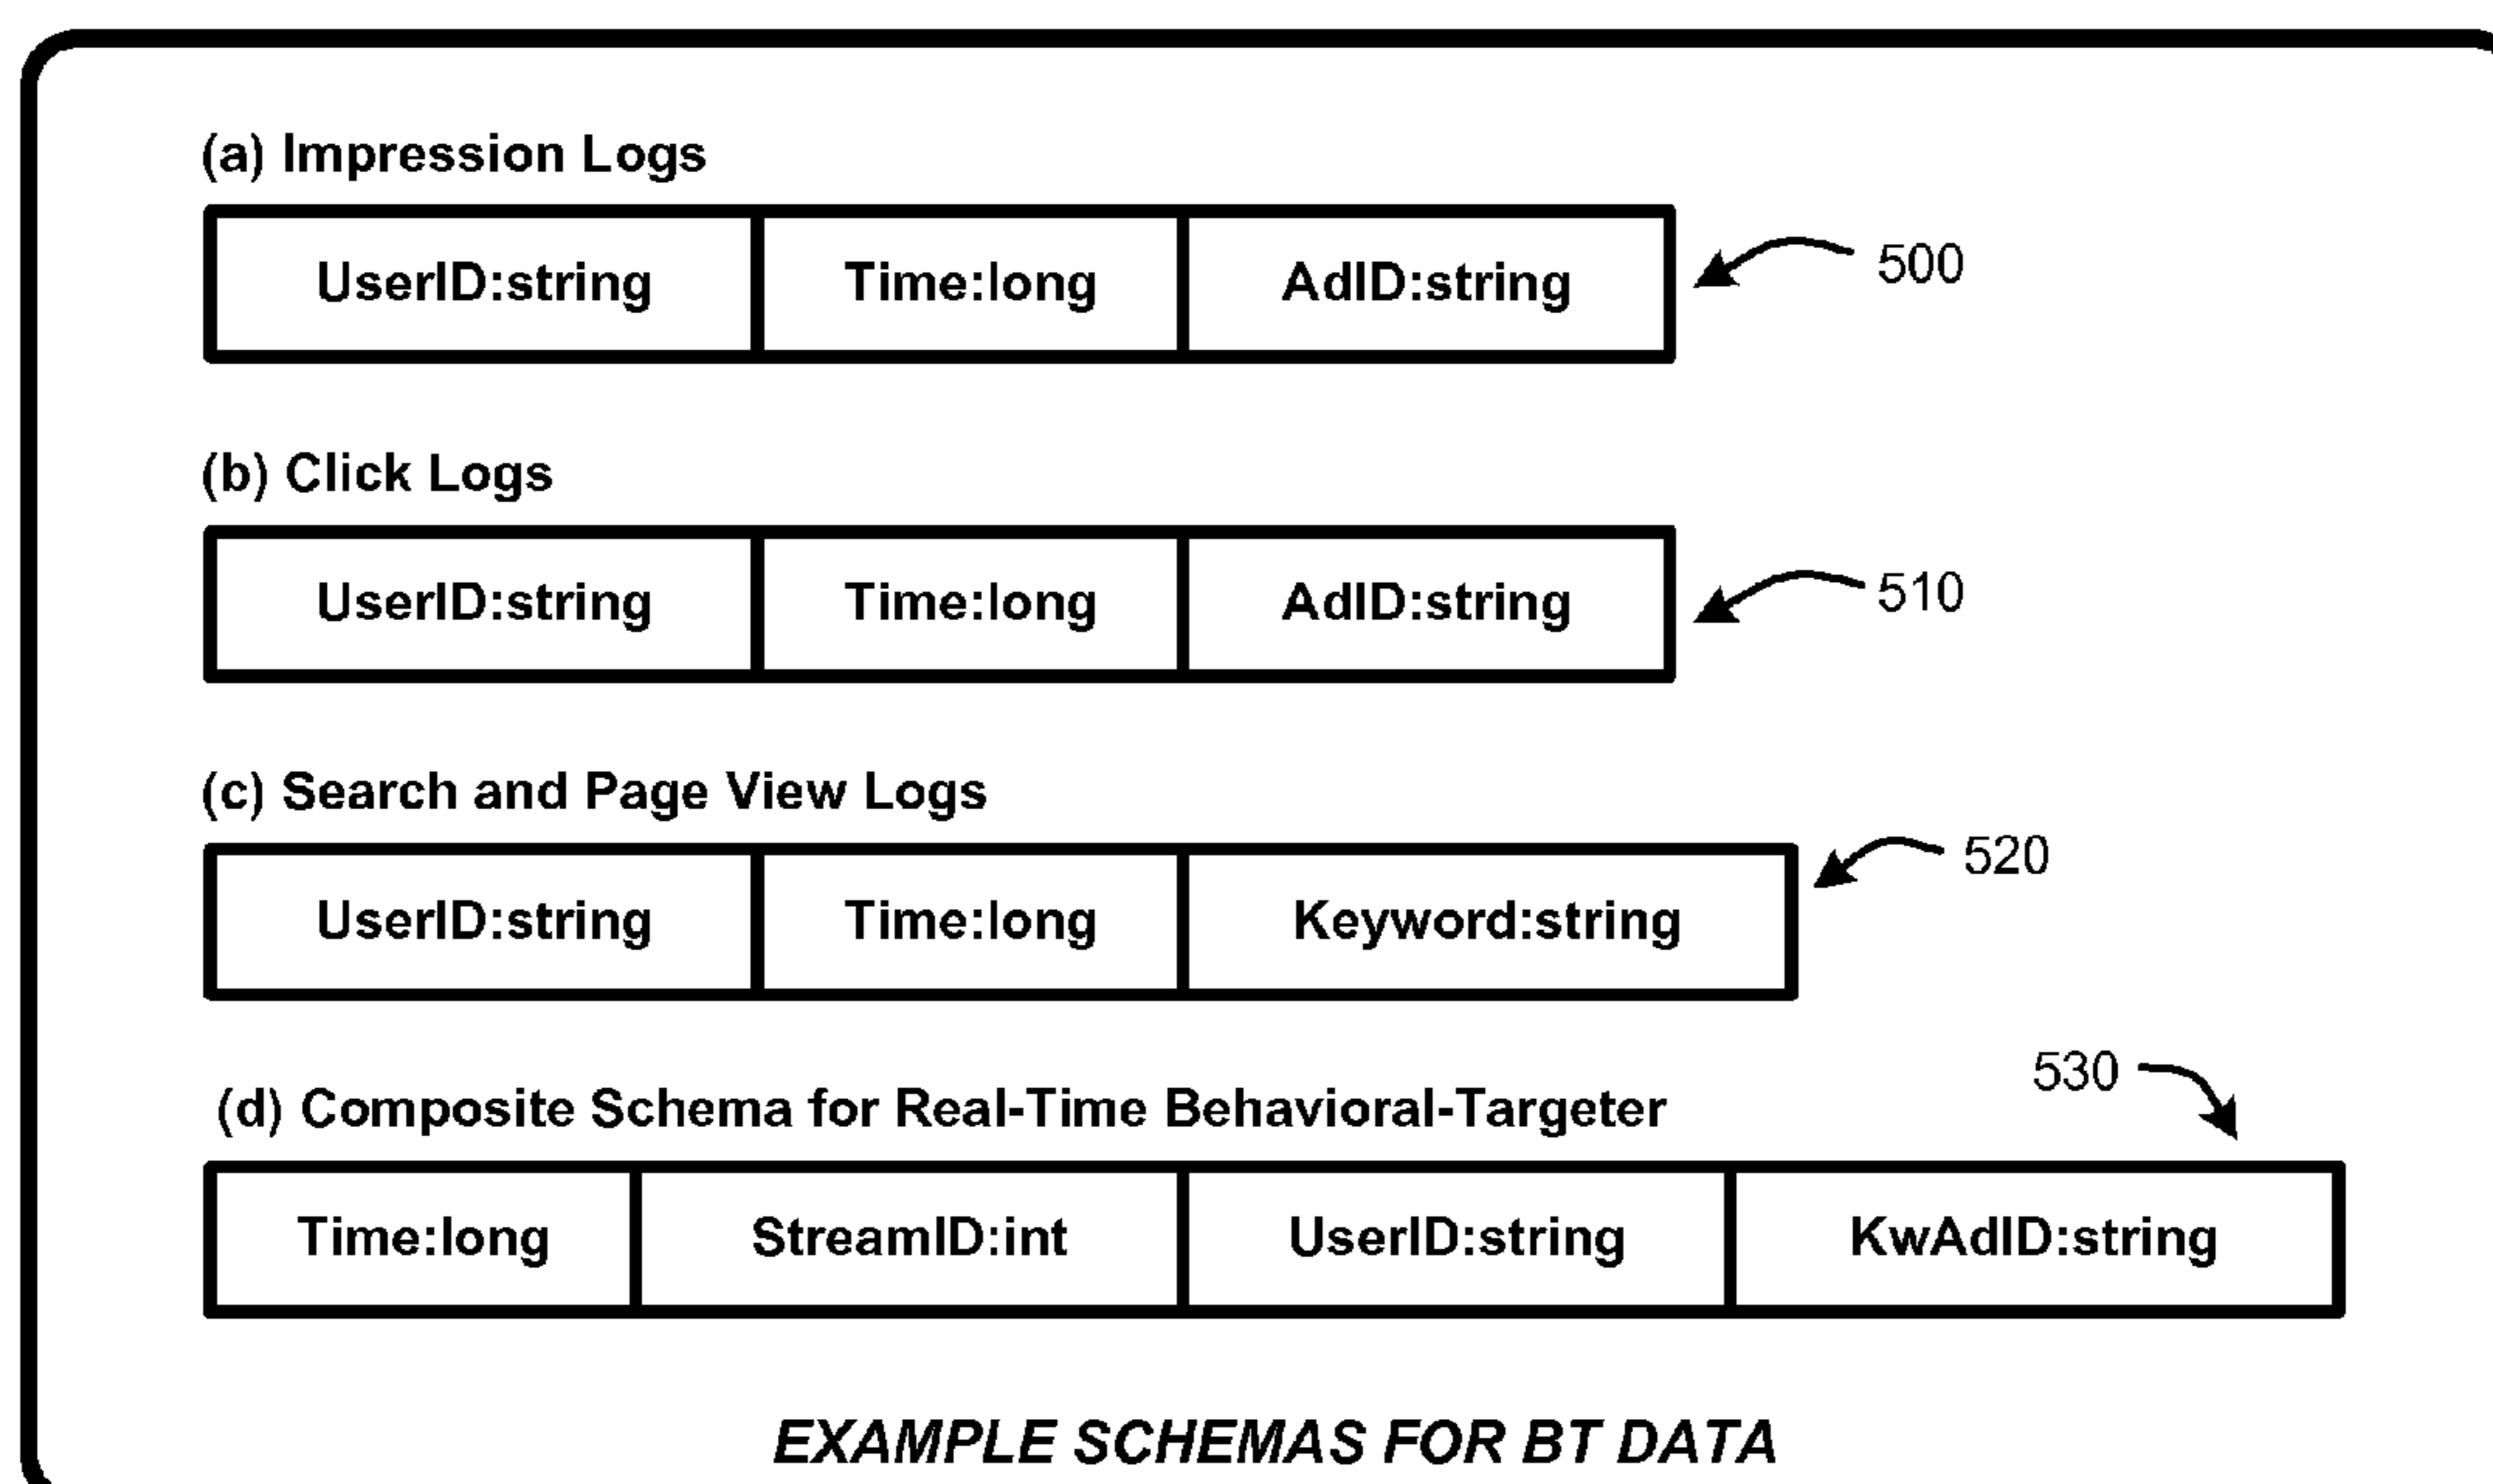 (a) Impression Logs
UserID:string Time:long AdID:string 500
(b) Click Logs
UserID:string Time:long AdID:string 510
(c) Search and Page View Logs
UserID:string Time:long Keyword:string 520
(d) Composite Schema for Real-Time Behavioral-Targeter 530
Time:long StreamID:int UserID:string KwAdID:string
EXAMPLE SCHEMAS FOR BT DATA